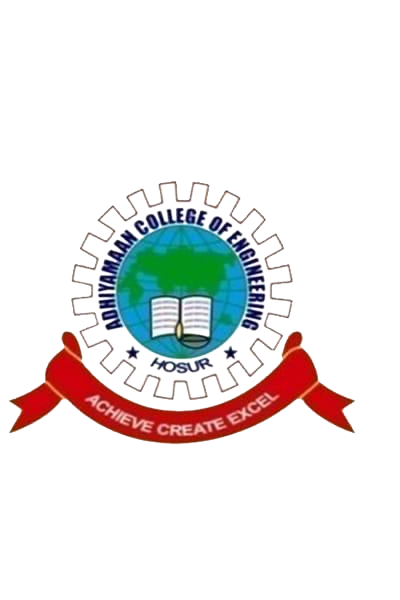 ADHIYAMAAN COLLEGE OF ENGINEERING
HOSUR
ACHIEVE CREATE EXCEL